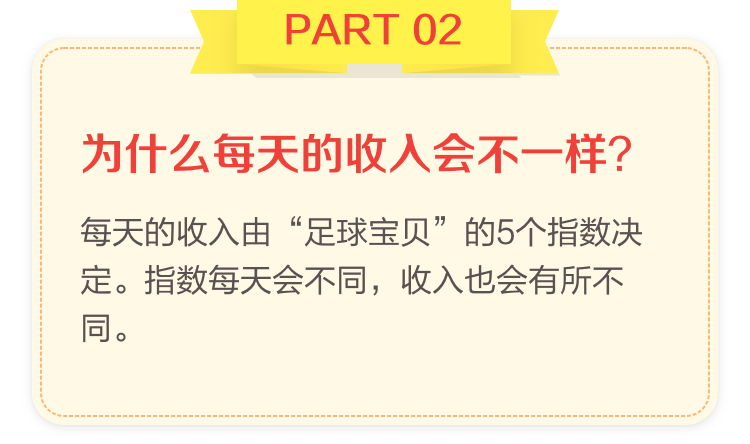 PART 02
为什么每天的收入会不一样?
每天的收入由“足球宝贝”的5个指数决
定。指数每天会不同，收入也会有所不
同。